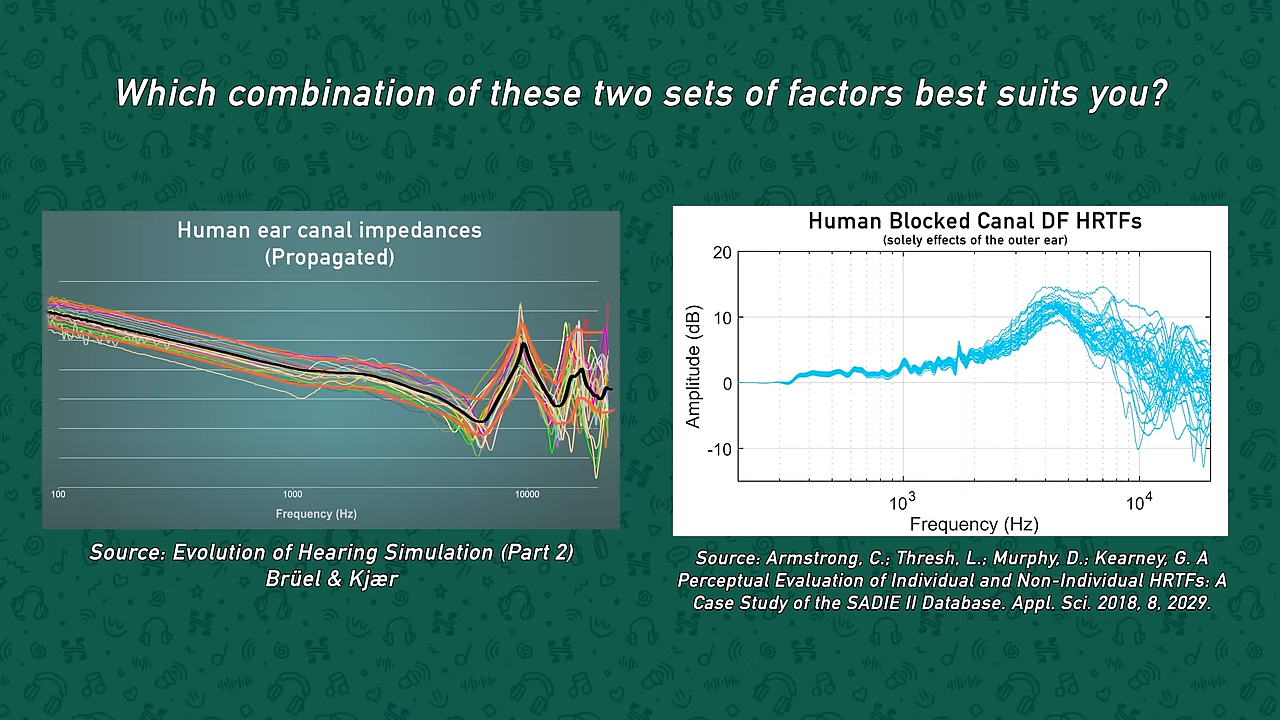 Which combination of these two sets of factors best suits you?
Human ear canal impedances
(Propagated)
100
1000
10000
Frequency (Hz)
Source: Evolution of Hearing Simulation (Part 2)
Brüel & Kjær
Human Blocked Canal DF HRTFs
(solely effects of the outer ear)
20
10
0
-10
Amplitude (dB)
10³
10⁴
Frequency (Hz)
Source: Armstrong, C.; Thresh, L.; Murphy, D.; Kearney, G. A
Perceptual Evaluation of Individual and Non-Individual HRTFs: A
Case Study of the SADIE II Database. Appl. Sci. 2018, 8, 2029.